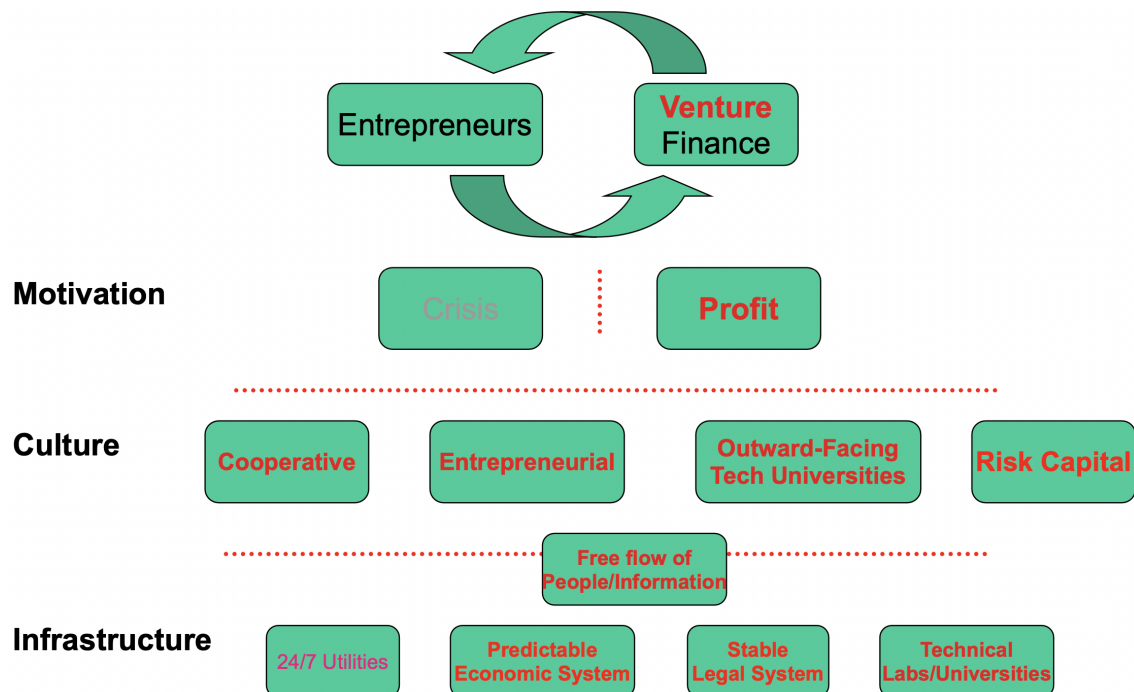 Entrepreneurs
Venture
Finance
Motivation
Crisis
Profit
Culture
Cooperative
Entrepreneurial
Outward-Facing
Tech Universities
Risk Capital
Free flow of
People/Information
Infrastructure
24/7 Utilities
Predictable
Economic System
Stable
Legal System
Technical
Labs/Universities